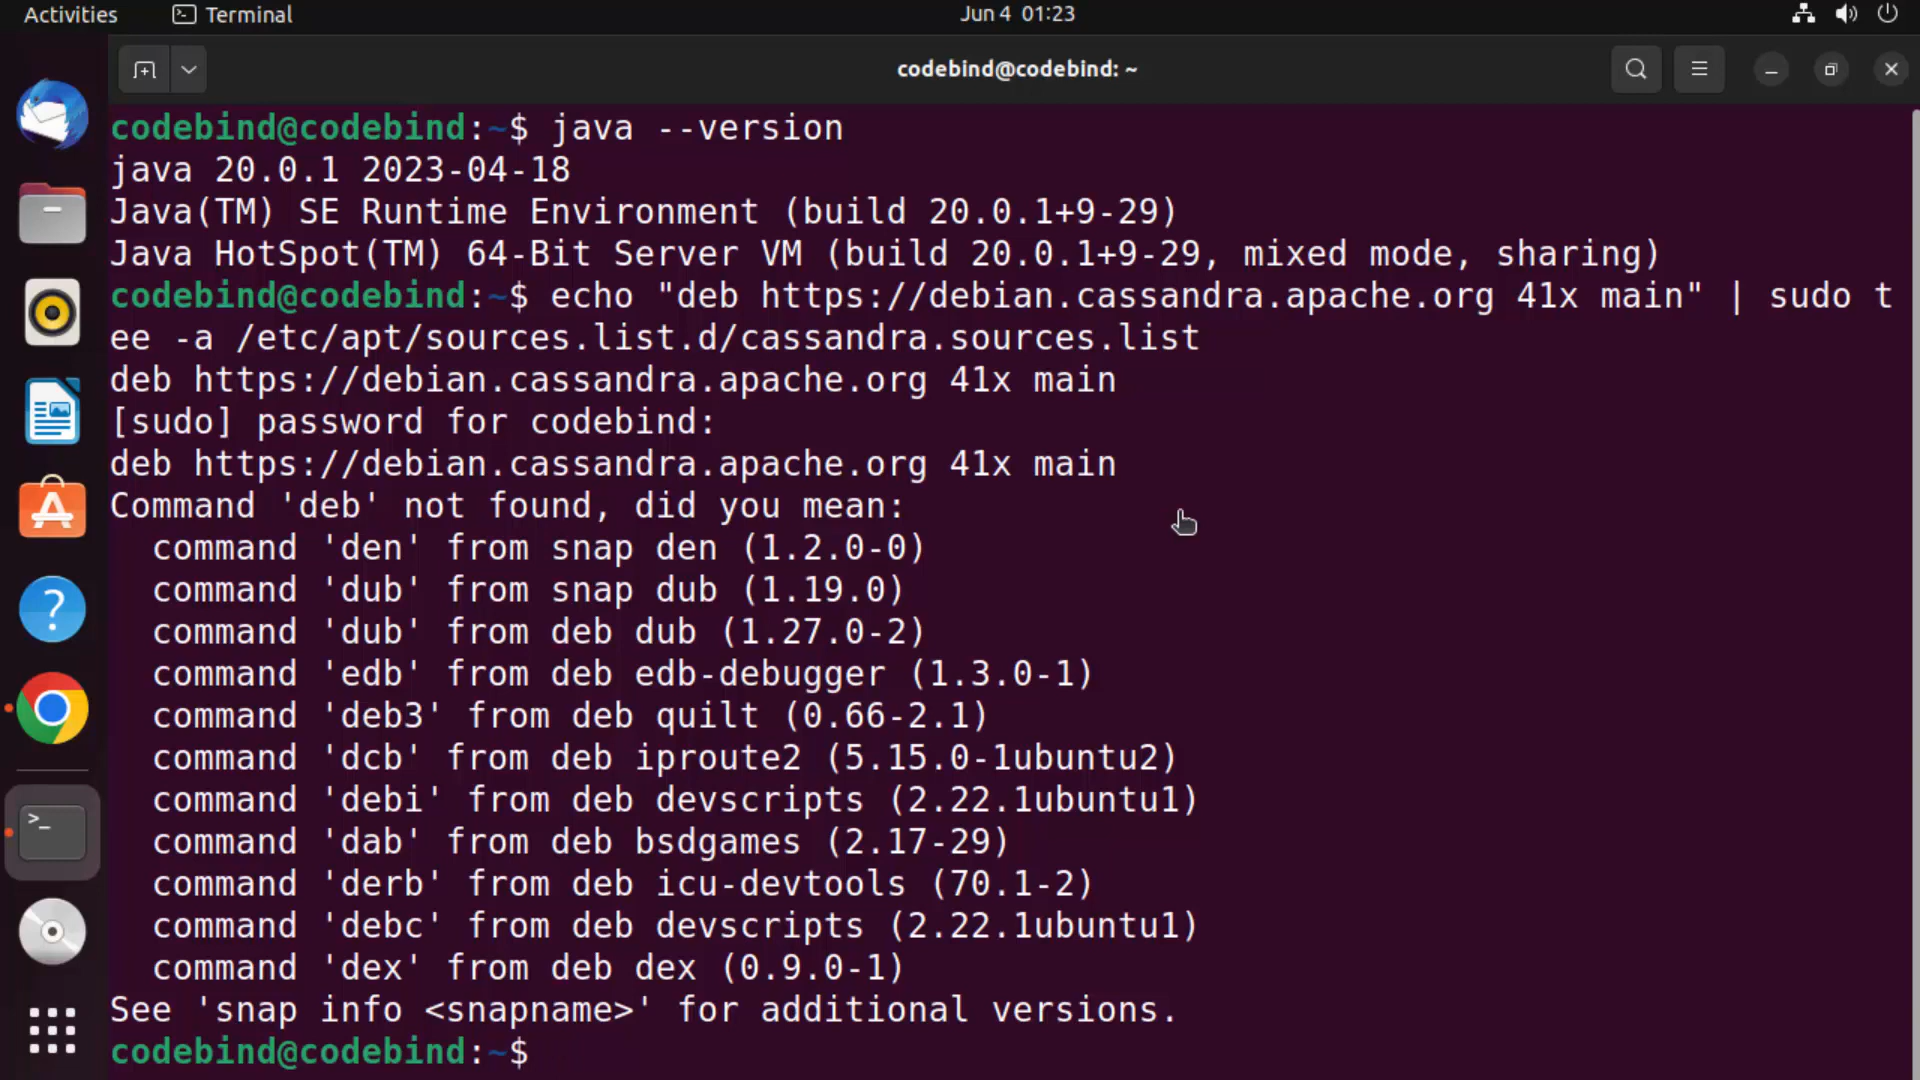 Activities
Terminal
Jun 4 01:23
codebind@codebind: ~
codebind@codebind:~$ java --version
java 20.0.1 2023-04-18
Java(TM) SE Runtime Environment (build 20.0.1+9-29)
Java HotSpot(TM) 64-Bit Server VM (build 20.0.1+9-29, mixed mode, sharing)
codebind@codebind:~$ echo "deb https://debian.cassandra.apache.org 41x main" | sudo t
ee -a /etc/apt/sources.list.d/cassandra.sources.list
deb https://debian.cassandra.apache.org 41x main
[sudo] password for codebind:
deb https://debian.cassandra.apache.org 41x main
Command 'deb' not found, did you mean:
  command 'den' from snap den (1.2.0-0)
  command 'dub' from snap dub (1.19.0)
  command 'dub' from deb dub (1.27.0-2)
  command 'edb' from deb edb-debugger (1.3.0-1)
  command 'deb3' from deb quilt (0.66-2.1)
  command 'dcb' from deb iproute2 (5.15.0-1ubuntu2)
  command 'debi' from deb devscripts (2.22.1ubuntu1)
  command 'dab' from deb bsdgames (2.17-29)
  command 'derb' from deb icu-devtools (70.1-2)
  command 'debc' from deb devscripts (2.22.1ubuntu1)
  command 'dex' from deb dex (0.9.0-1)
See 'snap info <snapname>' for additional versions.
codebind@codebind:~$